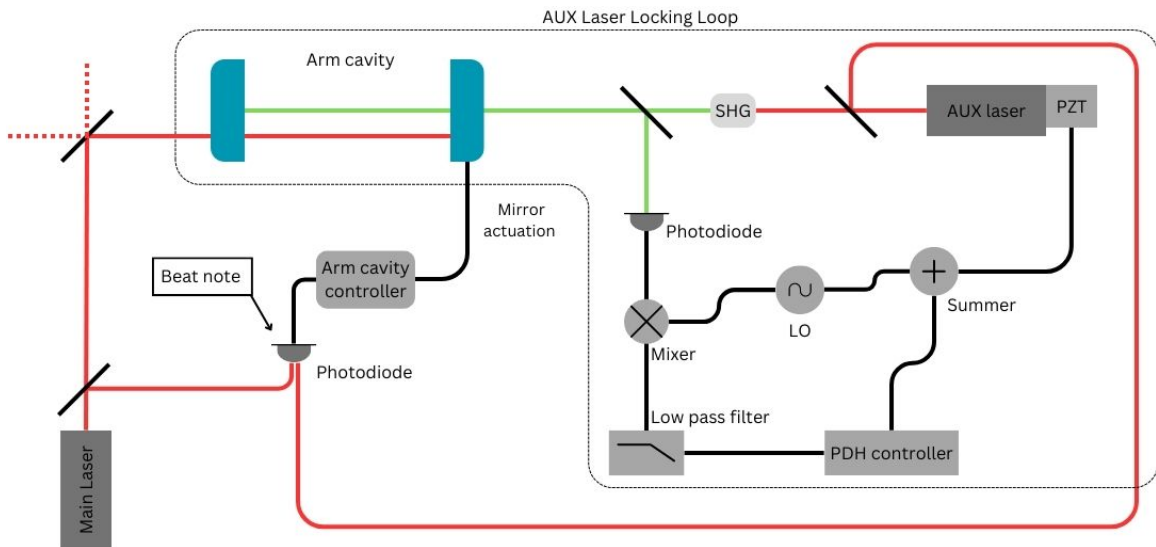 AUX Laser Locking Loop
Arm cavity
SHG
AUX laser
PZT
Mirror
actuation
Photodiode
Beat note
Arm cavity
controller
Summer
LO
Mixer
Photodiode
Low pass filter
PDH controller
Main Laser